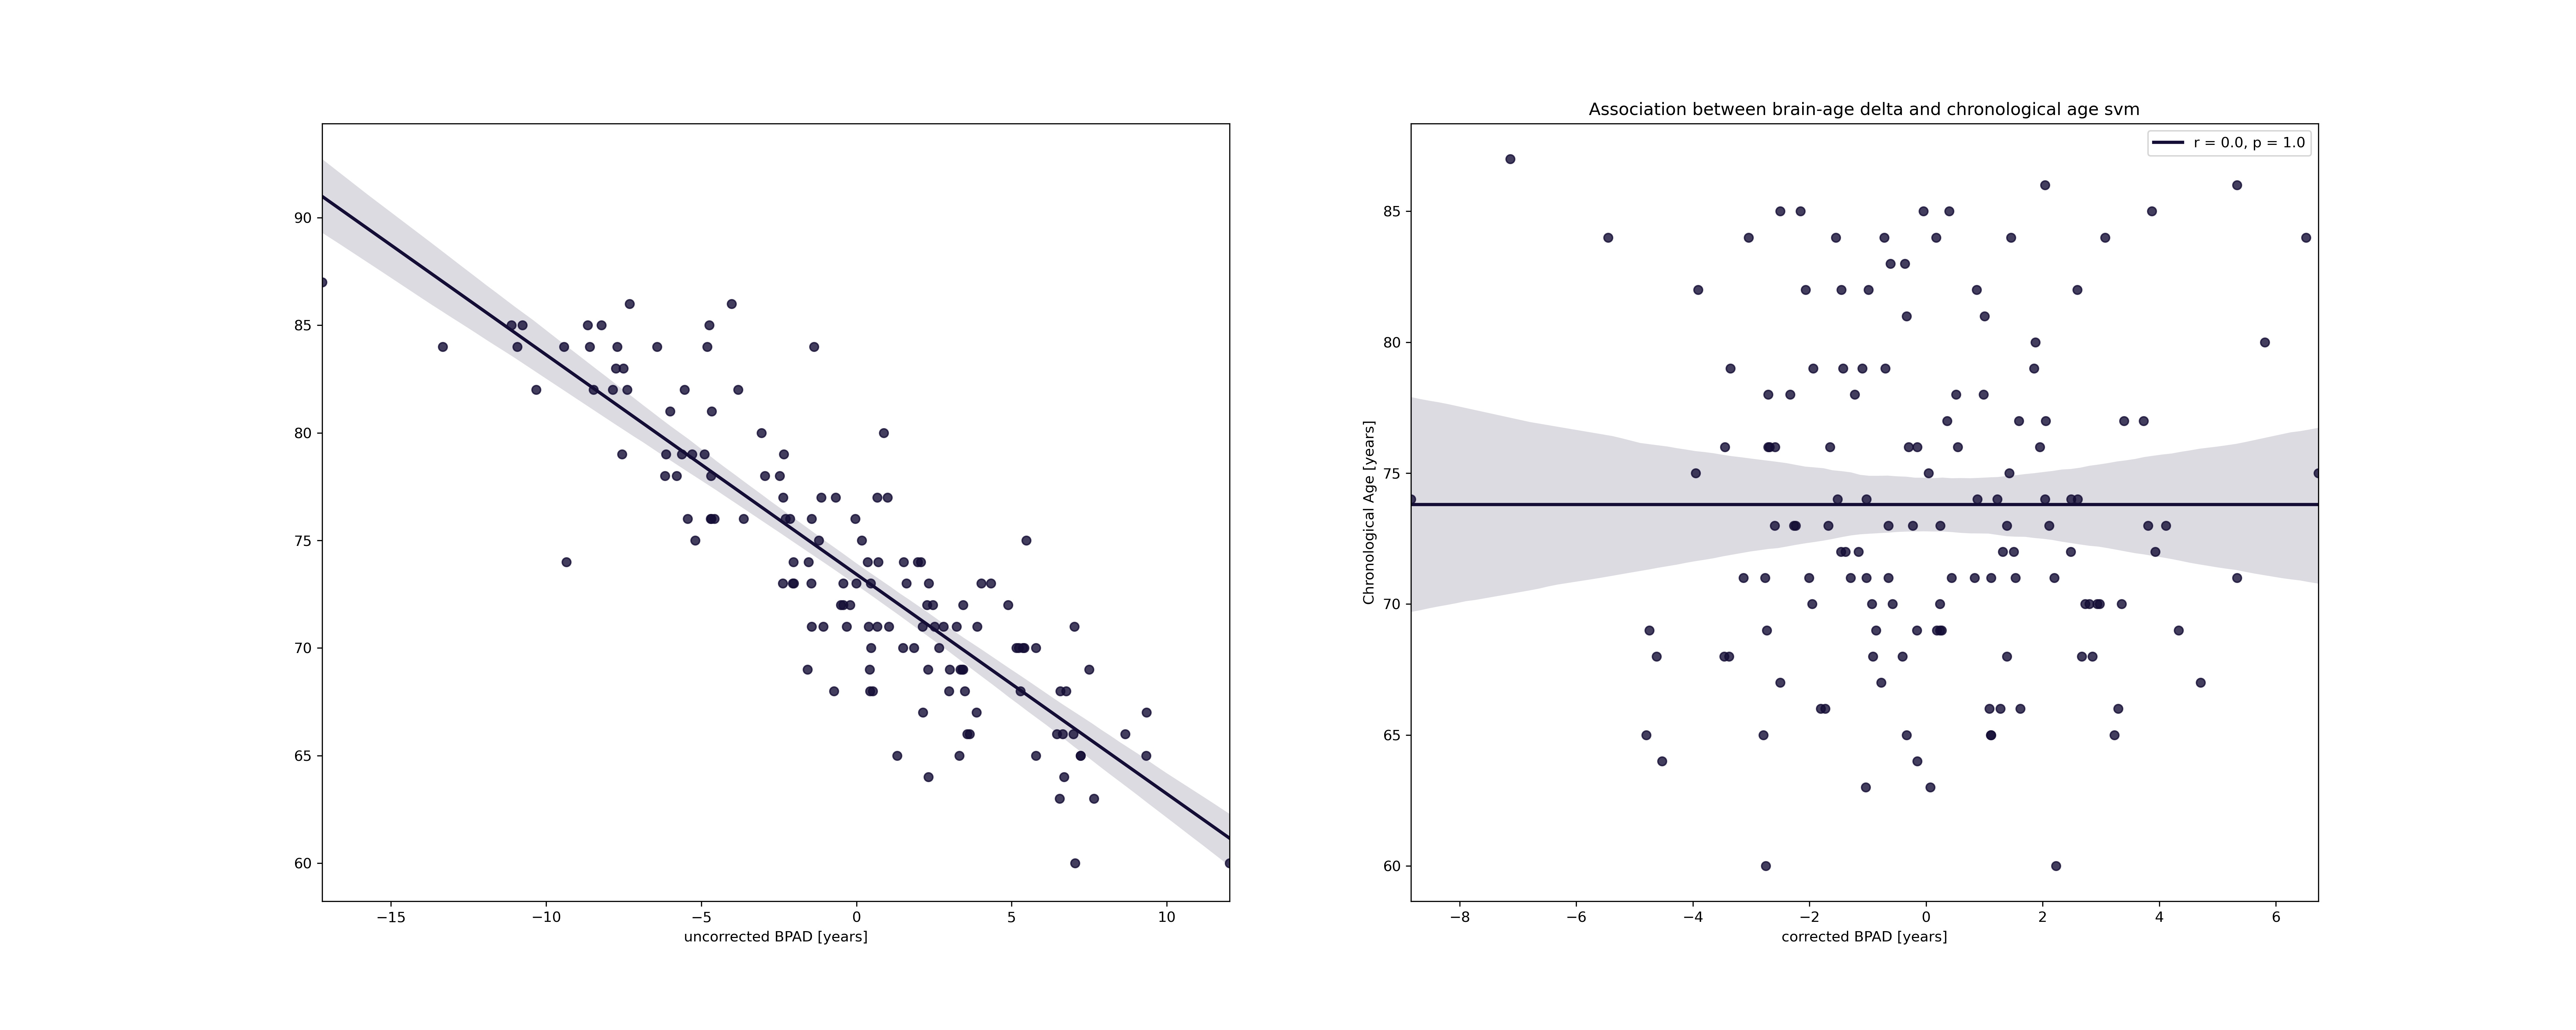 90
85
80
75
70
65
60
−15 −10 −5 0 5 10
uncorrected BPAD [years]
Association between brain-age delta and chronological age svm
r = 0.0, p = 1.0
Chronological Age [years]
85
80
75
70
65
60
−8 −6 −4 −2 0 2 4 6
corrected BPAD [years]